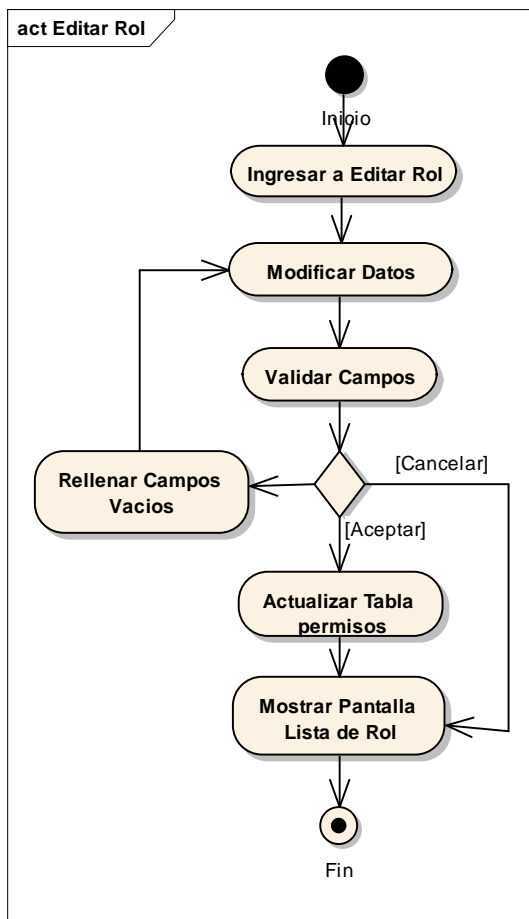 act Editar Rol
Inicio
Ingresar a Editar Rol
Modificar Datos
Validar Campos
Rellenar Campos
Vacios
[Cancelar]
[Aceptar]
Actualizar Tabla
permisos
Mostrar Pantalla
Lista de Rol
Fin